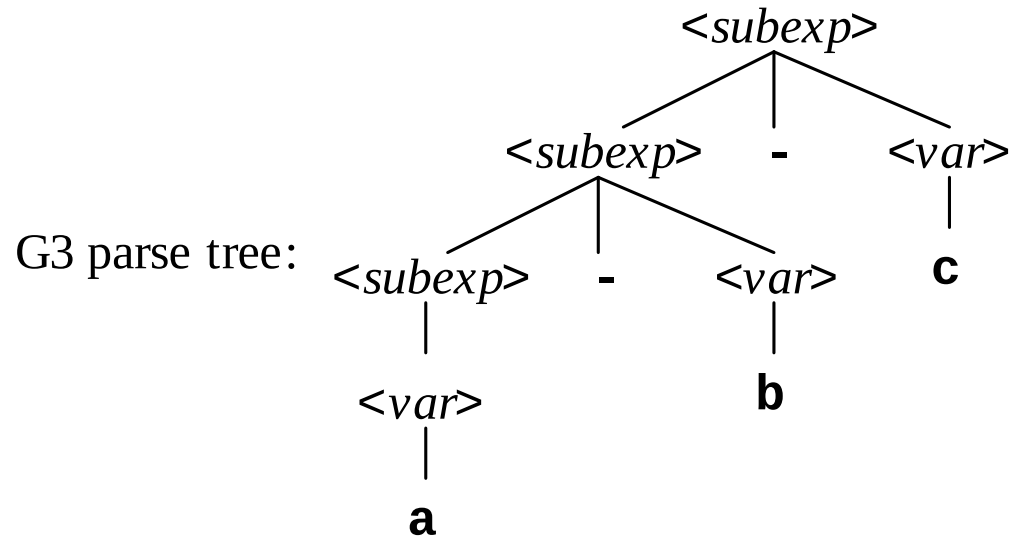 <subexp>
<subexp> - <var>
G3 parse tree: <subexp> - <var> c
<var> b
a